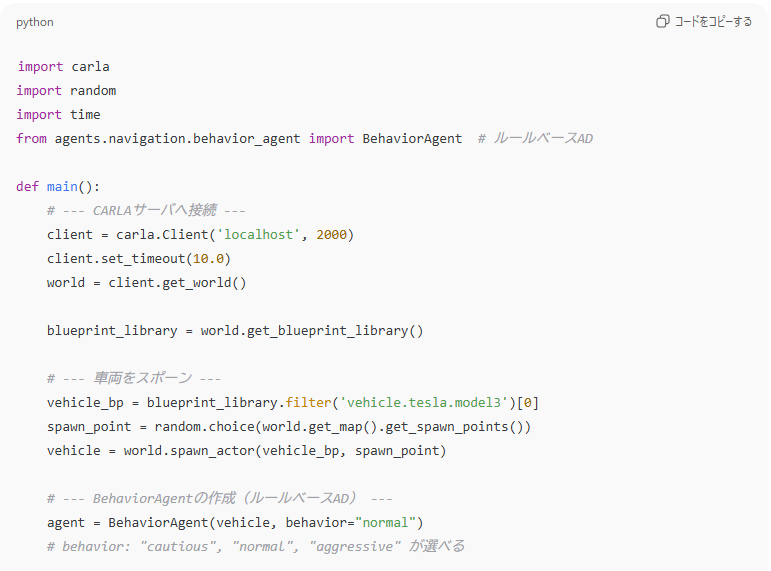 python
コードをコピーする
import carla
import random
import time
from agents.navigation.behavior_agent import BehaviorAgent  # ルールベースAD
def main():
    # --- CARLAサーバへ接続 ---
    client = carla.Client('localhost', 2000)
    client.set_timeout(10.0)
    world = client.get_world()
    blueprint_library = world.get_blueprint_library()
    # --- 車両をスポーン ---
    vehicle_bp = blueprint_library.filter('vehicle.tesla.model3')[0]
    spawn_point = random.choice(world.get_map().get_spawn_points())
    vehicle = world.spawn_actor(vehicle_bp, spawn_point)
    # --- BehaviorAgentの作成（ルールベースAD） ---
    agent = BehaviorAgent(vehicle, behavior="normal")
    # behavior: "cautious", "normal", "aggressive" が選べる